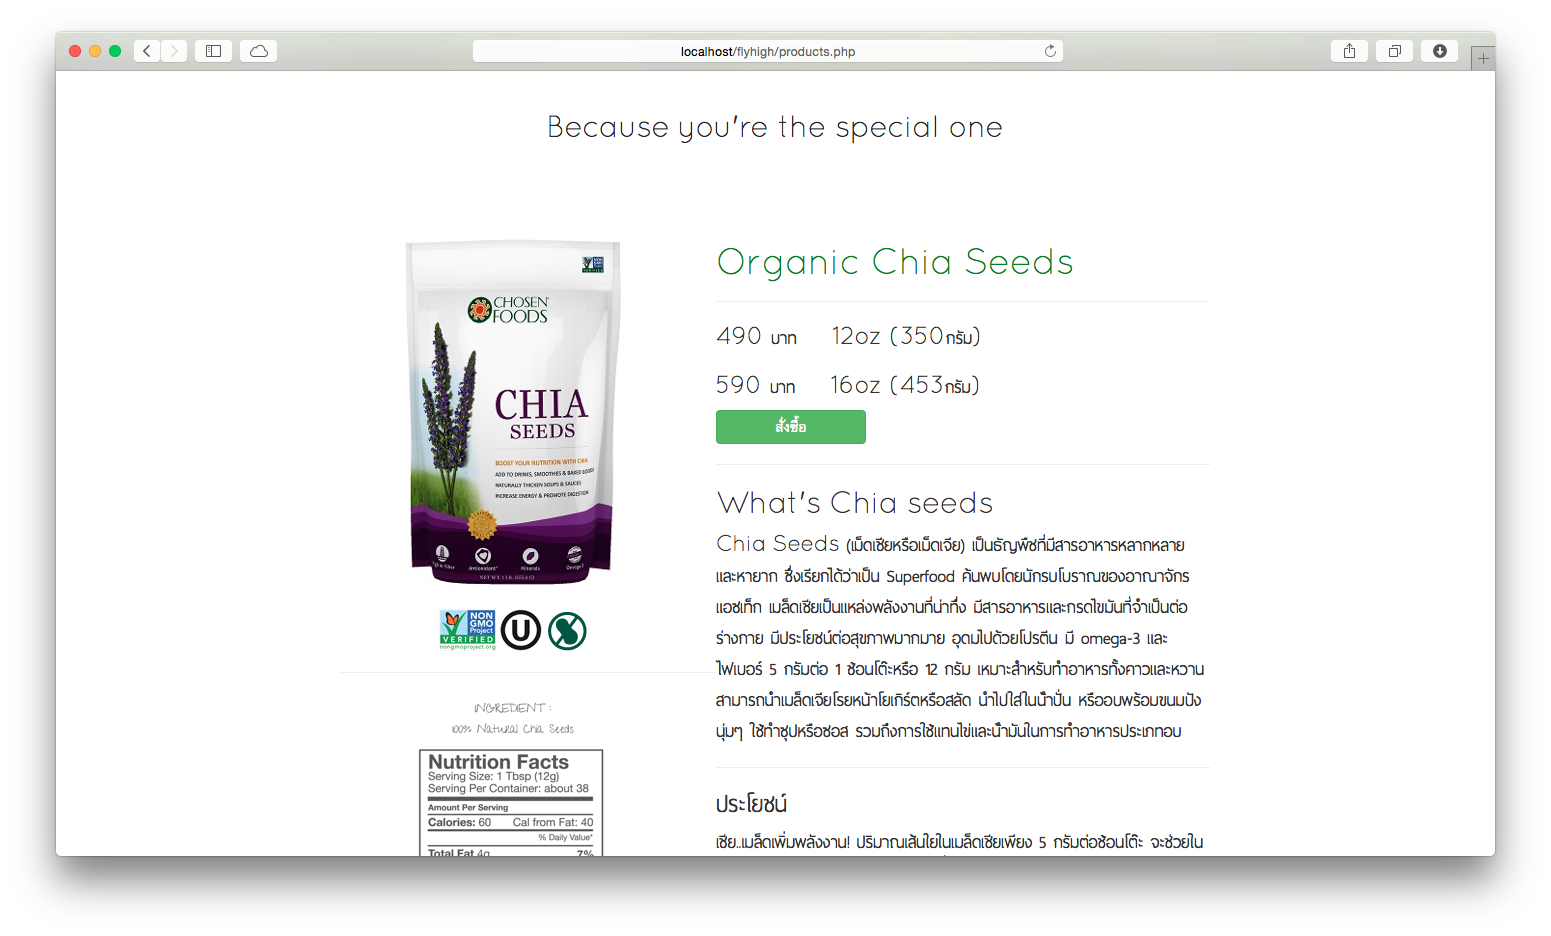 localhost/flyhigh/products.php
Because you're the special one
NON
GMO
VERIFIED
CHOSEN
FOODS
CHIA
SEEDS
BOOST YOUR NUTRITION WITH CHIA
ADD TO DRINKS, SMOOTHIES & BAKED GOODS
NATURALLY THICKEN SOUPS & SAUCES
INCREASE ENERGY & PROMOTE DIGESTION
High in Fiber Antioxidant Minerals Omega-3
NET WT. 1 LB. (453.6 G)
NON
GMO
Project
VERIFIED
nongmoproject.org
U
INGREDIENT :
100% Natural Chia Seeds
Nutrition Facts
Serving Size: 1 Tbsp (12g)
Serving Per Container: about 38
Amount Per Serving
Calories: 60 Cal from Fat: 40
% Daily Value*
Total Fat 4g 7%
Organic Chia Seeds
490 บาท 12oz (350กรัม)
590 บาท 16oz (453กรัม)
สั่งซื้อ
What's Chia seeds
Chia Seeds (เม็ดเชียหรือเม็ดเจีย) เป็นธัญพืชที่มีสารอาหารหลากหลาย
และหายาก ซึ่งเรียกได้ว่าเป็น Superfood ค้นพบโดยนักรบโบราณของอาณาจักร
แอซเท็ก เมล็ดเชียเป็นแหล่งพลังงานที่น่าทึ่ง มีสารอาหารและกรดไขมันที่จำเป็นต่อ
ร่างกาย มีประโยชน์ต่อสุขภาพมากมาย อุดมไปด้วยโปรตีน มี omega-3 และ
ไฟเบอร์ 5 กรัมต่อ 1 ช้อนโต๊ะหรือ 12 กรัม เหมาะสำหรับทำอาหารทั้งคาวและหวาน
สามารถนำเมล็ดเจียโรยหน้าโยเกิร์ตหรือสลัด นำไปใส่ในน้ำปั่น หรืออบพร้อมขนมปัง
นุ่มๆ ใช้ทำซุปหรือซอส รวมถึงการใช้แทนไข่และน้ำมันในการทำอาหารประเภทอบ
ประโยชน์
เชีย..เมล็ดเพิ่มพลังงาน! ปริมาณเส้นใยในเมล็ดเชียเพียง 5 กรัมต่อช้อนโต๊ะ จะช่วยใน